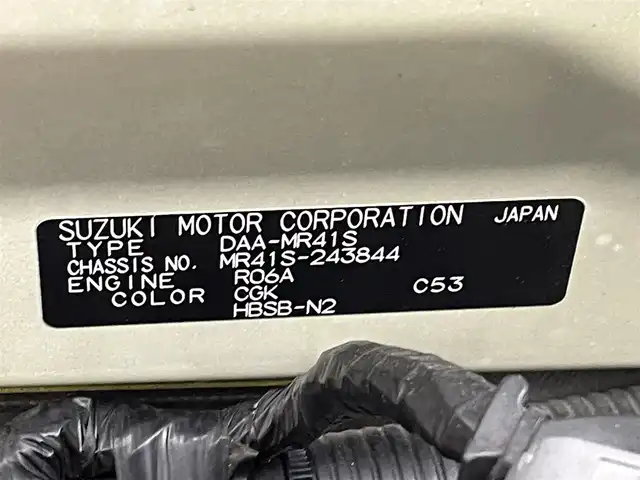 SUZUKI MOTOR CORPORATION JAPAN
TYPE DAA-MR41S
CHASSIS NO. MR41S-243844
ENGINE R06A
COLOR CGK C53
HBSB-N2